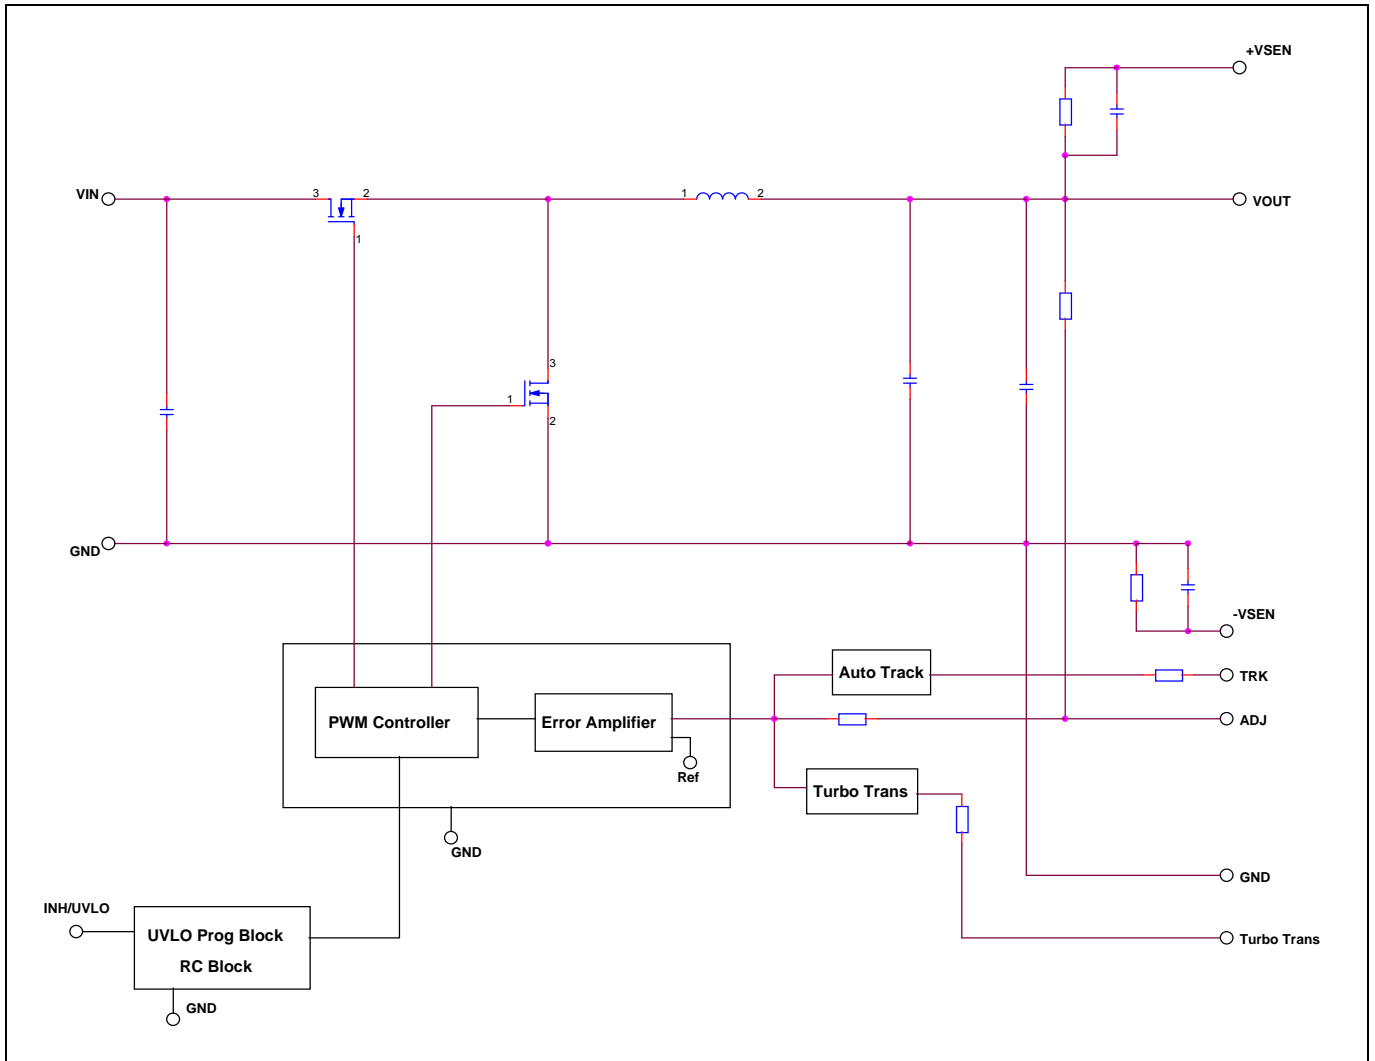 +VSEN
VIN
3
2
1
1
2
VOUT
3
1
2
GND
-VSEN
Auto Track
TRK
PWM Controller
Error Amplifier
ADJ
Ref
Turbo Trans
GND
GND
INH/UVLO
UVLO Prog Block
RC Block
Turbo Trans
GND